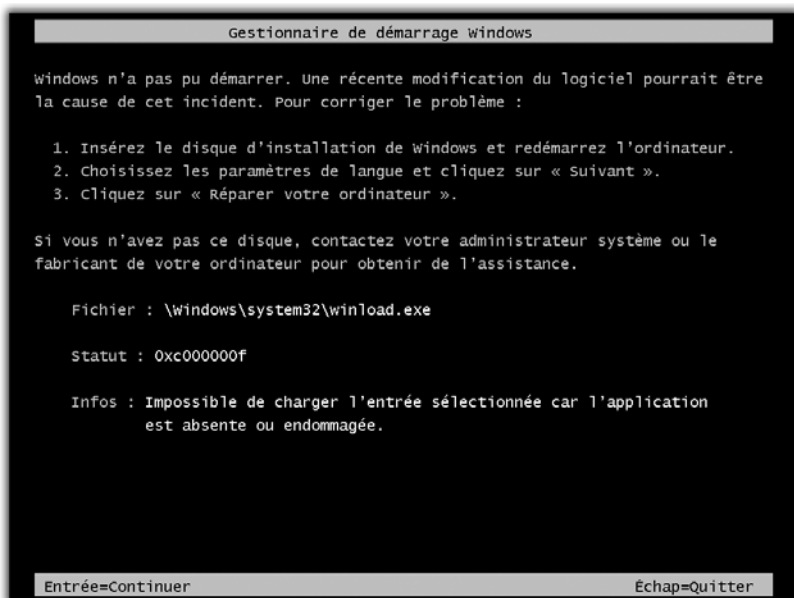 Gestionnaire de démarrage Windows
Windows n'a pas pu démarrer. Une récente modification du logiciel pourrait être
la cause de cet incident. Pour corriger le problème :
1. Insérez le disque d'installation de Windows et redémarrez l'ordinateur.
2. Choisissez les paramètres de langue et cliquez sur « Suivant ».
3. Cliquez sur « Réparer votre ordinateur ».
Si vous n'avez pas ce disque, contactez votre administrateur système ou le
fabricant de votre ordinateur pour obtenir de l'assistance.
Fichier : \Windows\system32\winload.exe
Statut : 0xc000000f
Infos : Impossible de charger l'entrée sélectionnée car l'application
est absente ou endommagée.
Entrée=Continuer Échap=Quitter